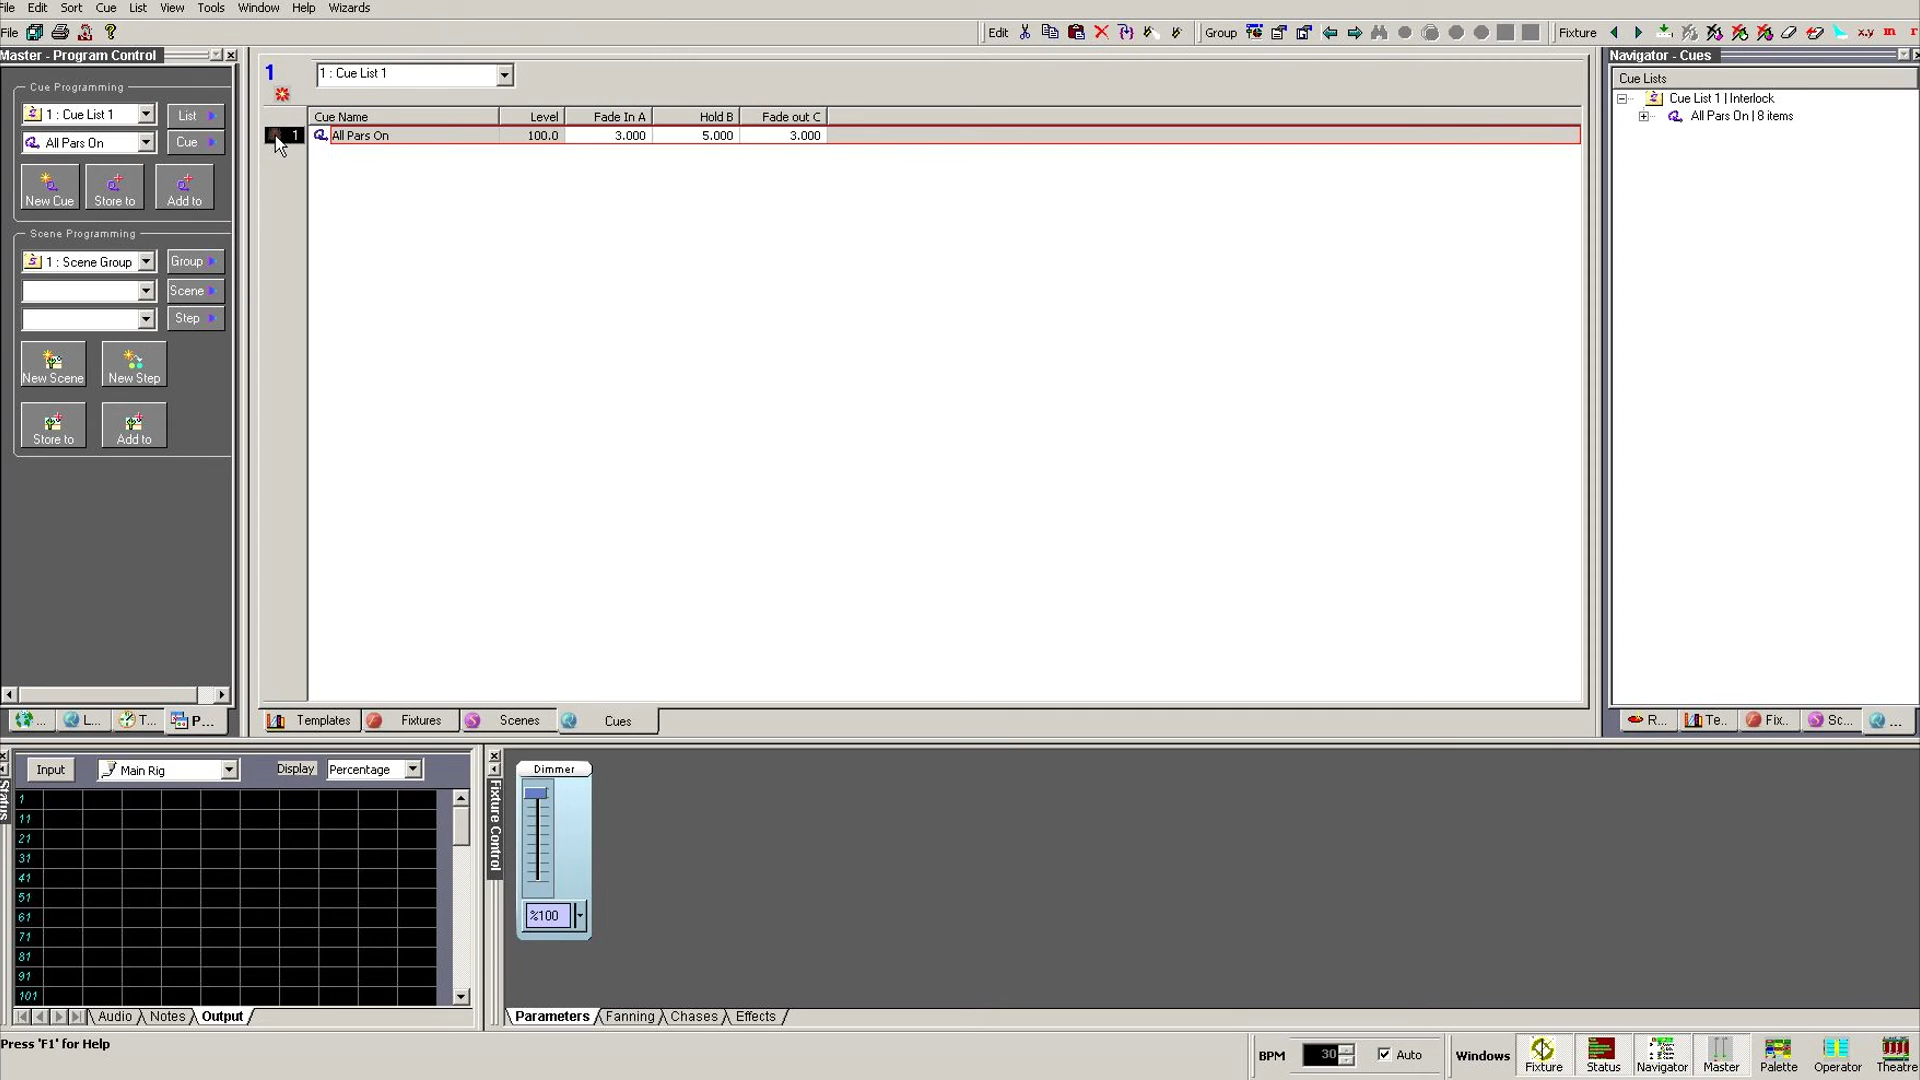 File Edit Sort Cue List View Tools Window Help Wizards
File Edit Group Fixture x.y m
Master - Program Control
Cue Programming
1 : Cue List 1 List
All Pars On Cue
New Cue Store to Add to
Scene Programming
1 : Scene Group Group
Scene
Step
New Scene New Step
Store to Add to
... L... T... P...
1 1 : Cue List 1
Cue Name Level Fade In A Hold B Fade out C
1 All Pars On 100.0 3.000 5.000 3.000
Templates Fixtures Scenes Cues
Navigator - Cues
Cue Lists
Cue List 1 | Interlock
All Pars On | 8 items
R... Te.. Fix.. Sc... ...
Status
Input Main Rig Display Percentage
1
11
21
31
41
51
61
71
81
91
101
Audio Notes Output
Fixture Control
Dimmer
%100
Parameters Fanning Chases Effects
Press 'F1' for Help
BPM 30 Auto Windows Fixture Status Navigator Master Palette Operator Theatre